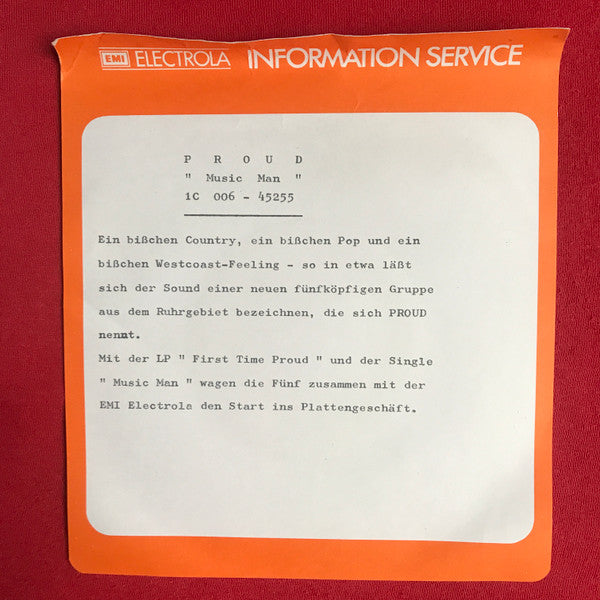 EMI ELECTROLA INFORMATION SERVICE
P R O U D
" Music Man "
1C 006 - 45255
Ein bißchen Country, ein bißchen Pop und ein
bißchen Westcoast-Feeling - so in etwa läßt
sich der Sound einer neuen fünfköpfigen Gruppe
aus dem Ruhrgebiet bezeichnen, die sich PROUD
nennt.
Mit der LP " First Time Proud " und der Single
" Music Man " wagen die Fünf zusammen mit der
EMI Electrola den Start ins Plattengeschäft.